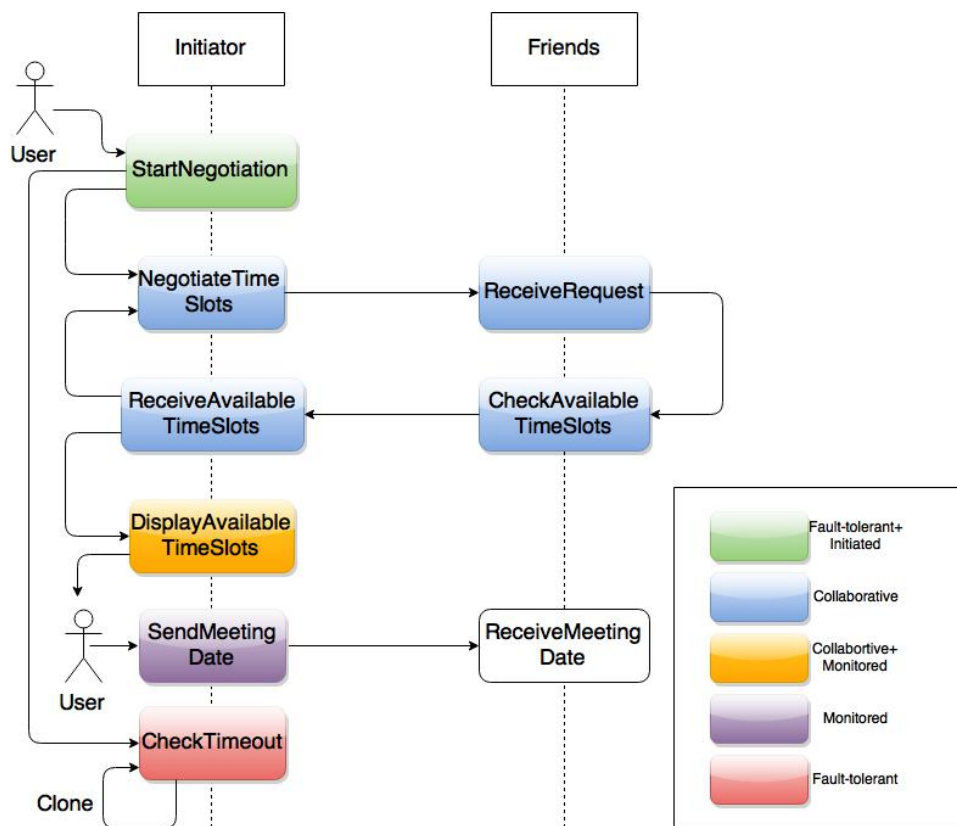 Initiator
Friends
User
StartNegotiation
NegotiateTime
Slots
ReceiveRequest
ReceiveAvailable
TimeSlots
CheckAvailable
TimeSlots
DisplayAvailable
TimeSlots
User
SendMeeting
Date
ReceiveMeeting
Date
CheckTimeout
Clone
Fault-tolerant+
Initiated
Collaborative
Collabortive+
Monitored
Monitored
Fault-tolerant